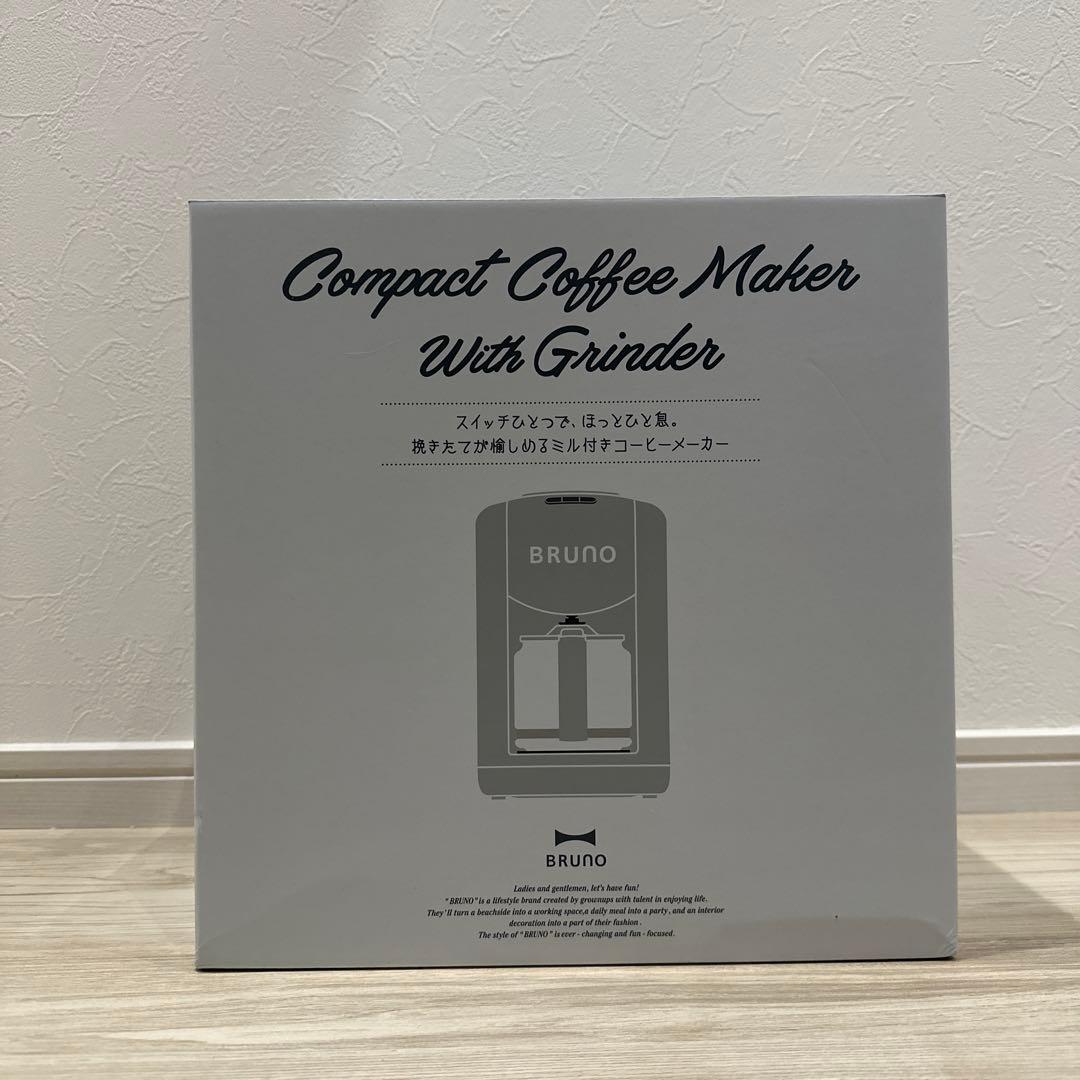 Compact Coffee Maker
With Grinder
スイッチひとつで、ほっとひと息。
挽きたてが愉しめるミル付きコーヒーメーカー
BRUNO
BRUNO
Ladies and gentlemen, let's have fun!
"BRUNO" is a lifestyle brand created by grownups with talent in enjoying life.
They'll turn a beachside into a working space,a daily meal into a party, and an interior
decoration into a part of their fashion.
The style of "BRUNO" is ever - changing and fun - focused.